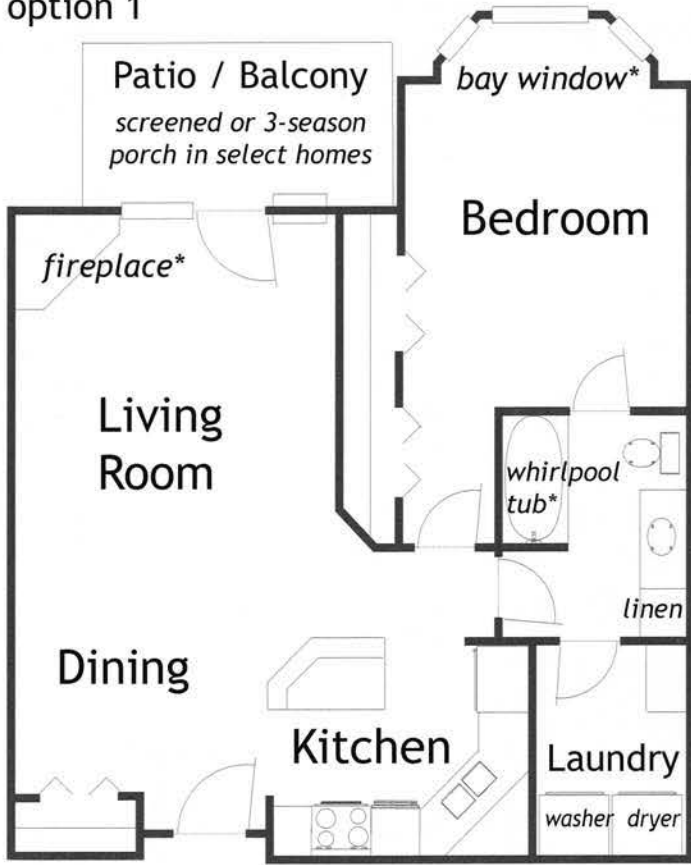 option 1
Patio / Balcony
screened or 3-season
porch in select homes
bay window*
Bedroom
fireplace*
Living
Room
whirlpool
tub*
linen
Dining
Kitchen
Laundry
washer dryer